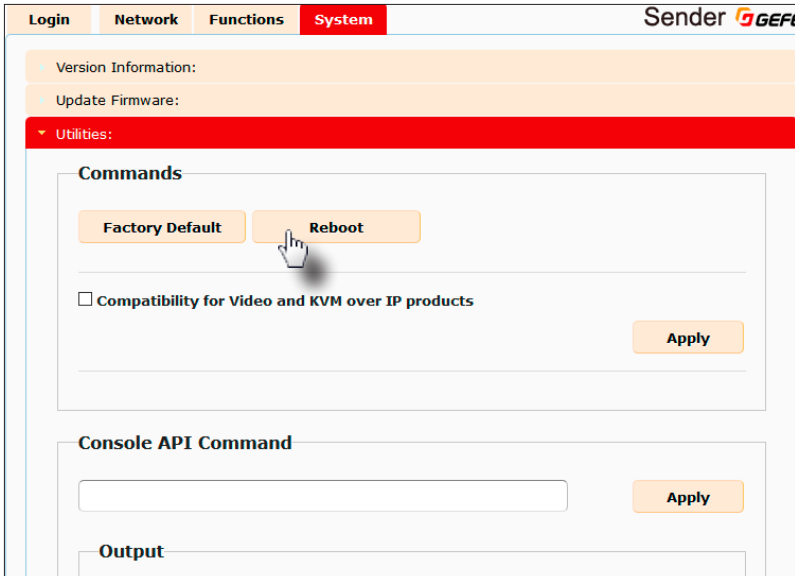 Login Network Functions System Sender
Version Information:
Update Firmware:
Utilities:
Commands
Factory Default Reboot
Compatibility for Video and KVM over IP products
Apply
Console API Command
Apply
Output